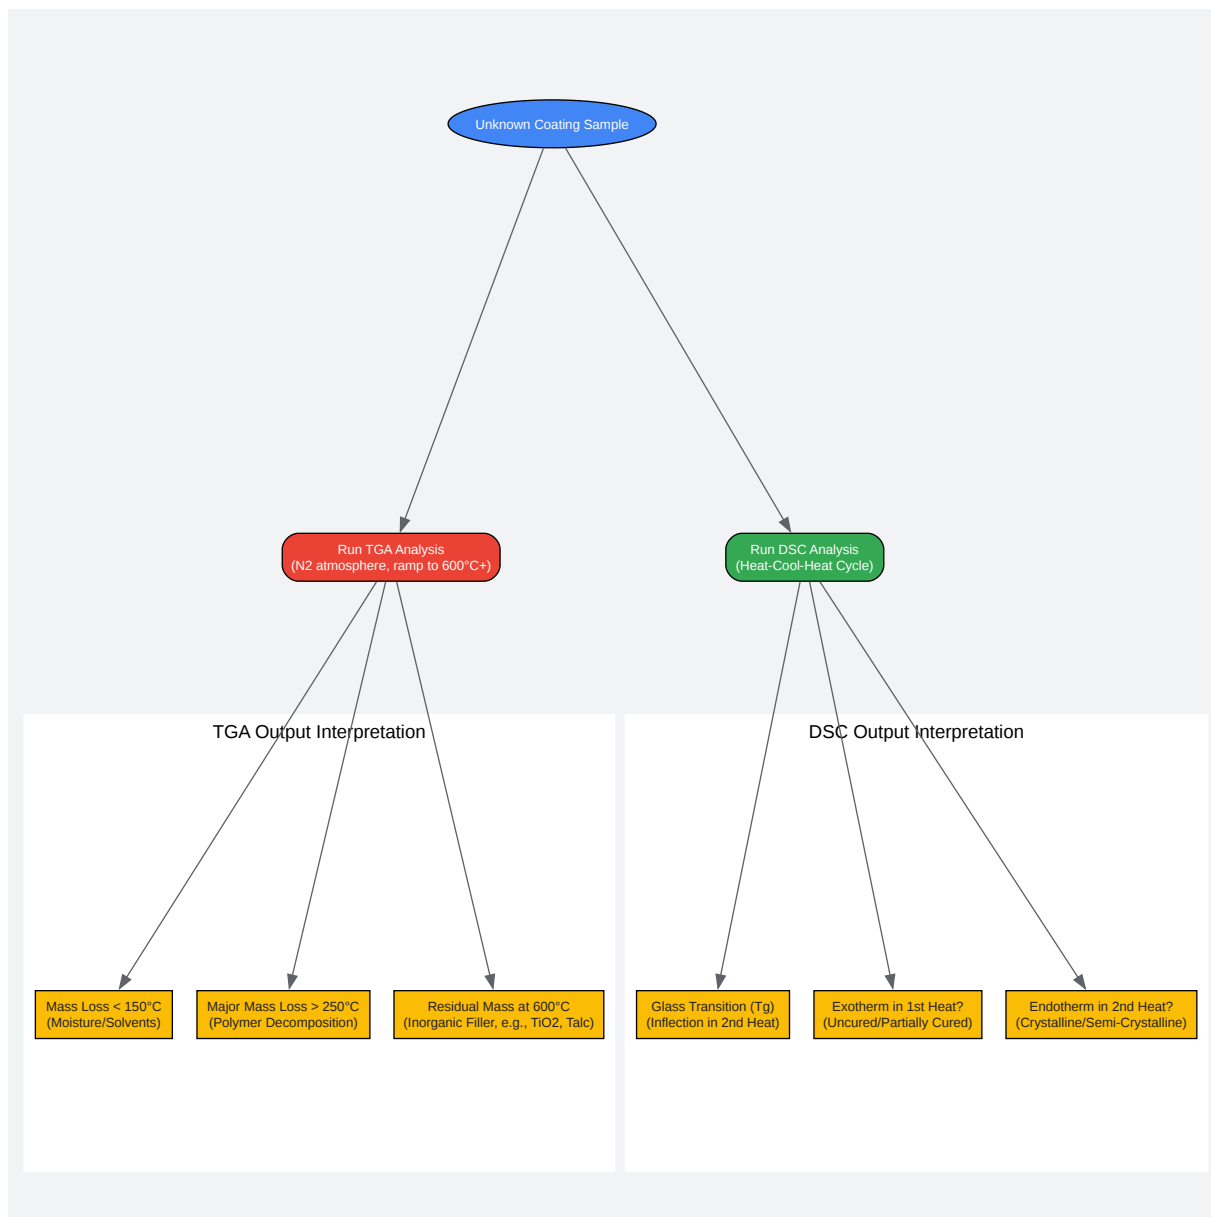 Unknown Coating Sample
Run TGA Analysis
(N2 atmosphere, ramp to 600°C+)
Run DSC Analysis
(Heat-Cool-Heat Cycle)
TGA Output Interpretation
DSC Output Interpretation
Mass Loss < 150°C
(Moisture/Solvents)
Major Mass Loss > 250°C
(Polymer Decomposition)
Residual Mass at 600°C
(Inorganic Filler, e.g., TiO2, Talc)
Glass Transition (Tg)
(Inflection in 2nd Heat)
Exotherm in 1st Heat?
(Uncured/Partially Cured)
Endotherm in 2nd Heat?
(Crystalline/Semi-Crystalline)